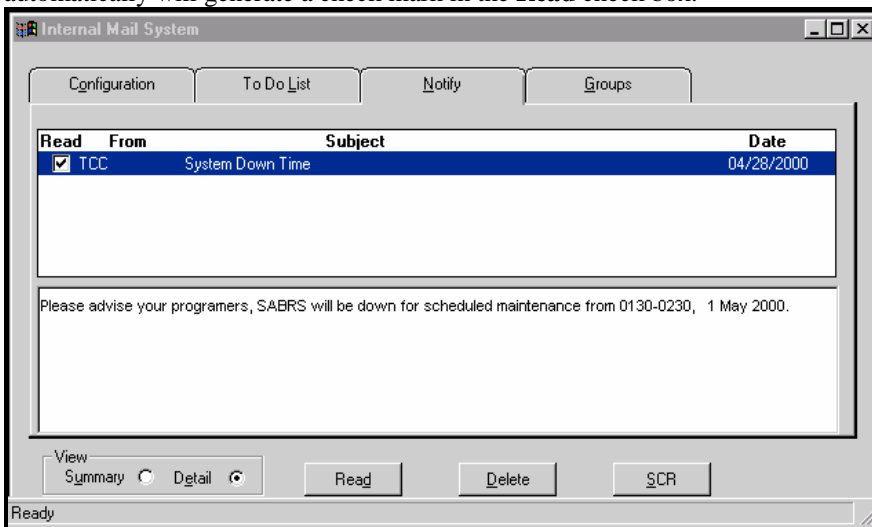 automatically will generate a check mark in the Read check box.
Internal Mail System
Configuration To Do List Notify Groups
Read From Subject Date
TCC System Down Time 04/28/2000
Please advise your programers, SABRS will be down for scheduled maintenance from 0130-0230, 1 May 2000.
View
Summary Detail Read Delete SCR
Ready